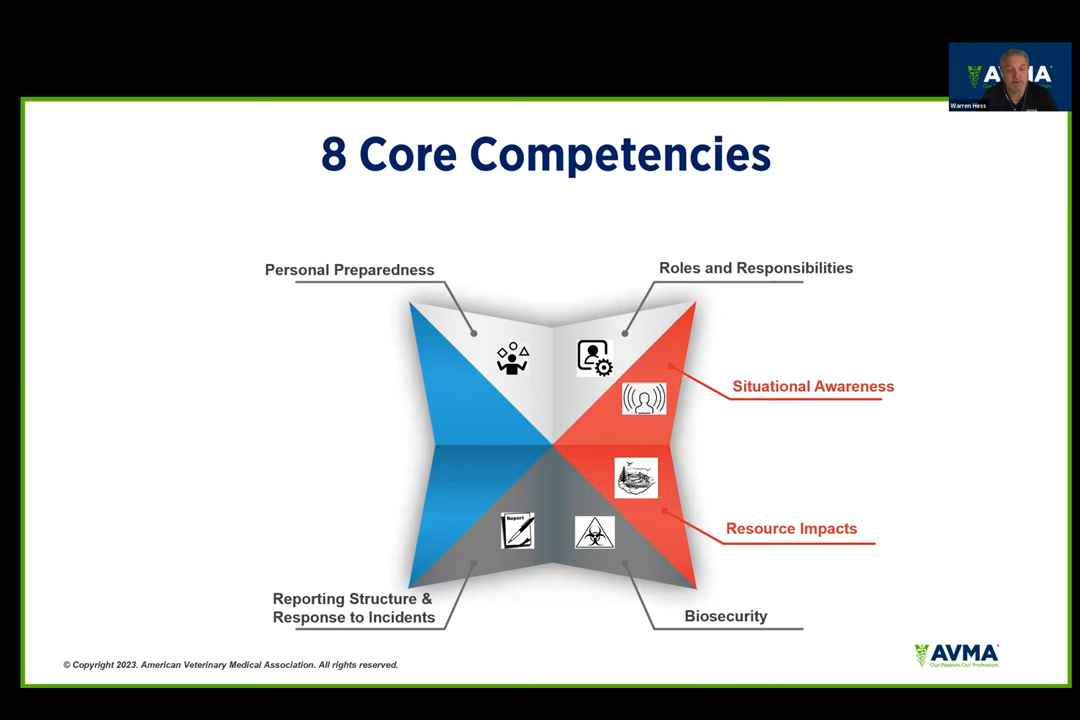 AVMA
Warren Hess
8 Core Competencies
Personal Preparedness
Roles and Responsibilities
Situational Awareness
Resource Impacts
Report
Reporting Structure &
Response to Incidents
Biosecurity
© Copyright 2023. American Veterinary Medical Association. All rights reserved.
AVMA
Our Passion. Our Profession.